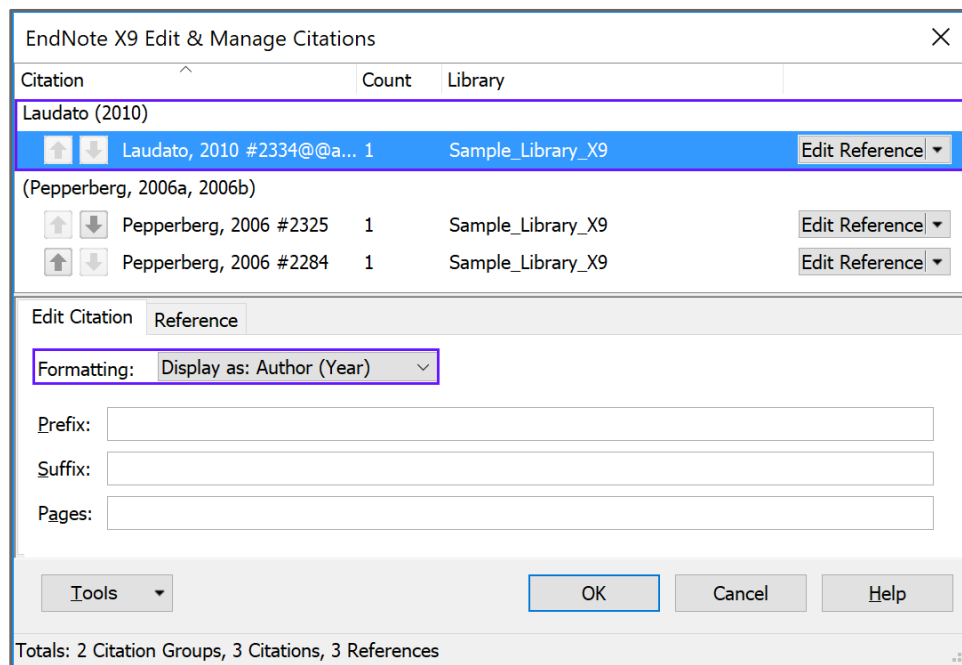 EndNote X9 Edit & Manage Citations
Citation Count Library
Laudato (2010)
Laudato, 2010 #2334@@a... 1 Sample_Library_X9 Edit Reference
(Pepperberg, 2006a, 2006b)
Pepperberg, 2006 #2325 1 Sample_Library_X9 Edit Reference
Pepperberg, 2006 #2284 1 Sample_Library_X9 Edit Reference
Edit Citation Reference
Formatting: Display as: Author (Year)
Prefix:
Suffix:
Pages:
Tools OK Cancel Help
Totals: 2 Citation Groups, 3 Citations, 3 References